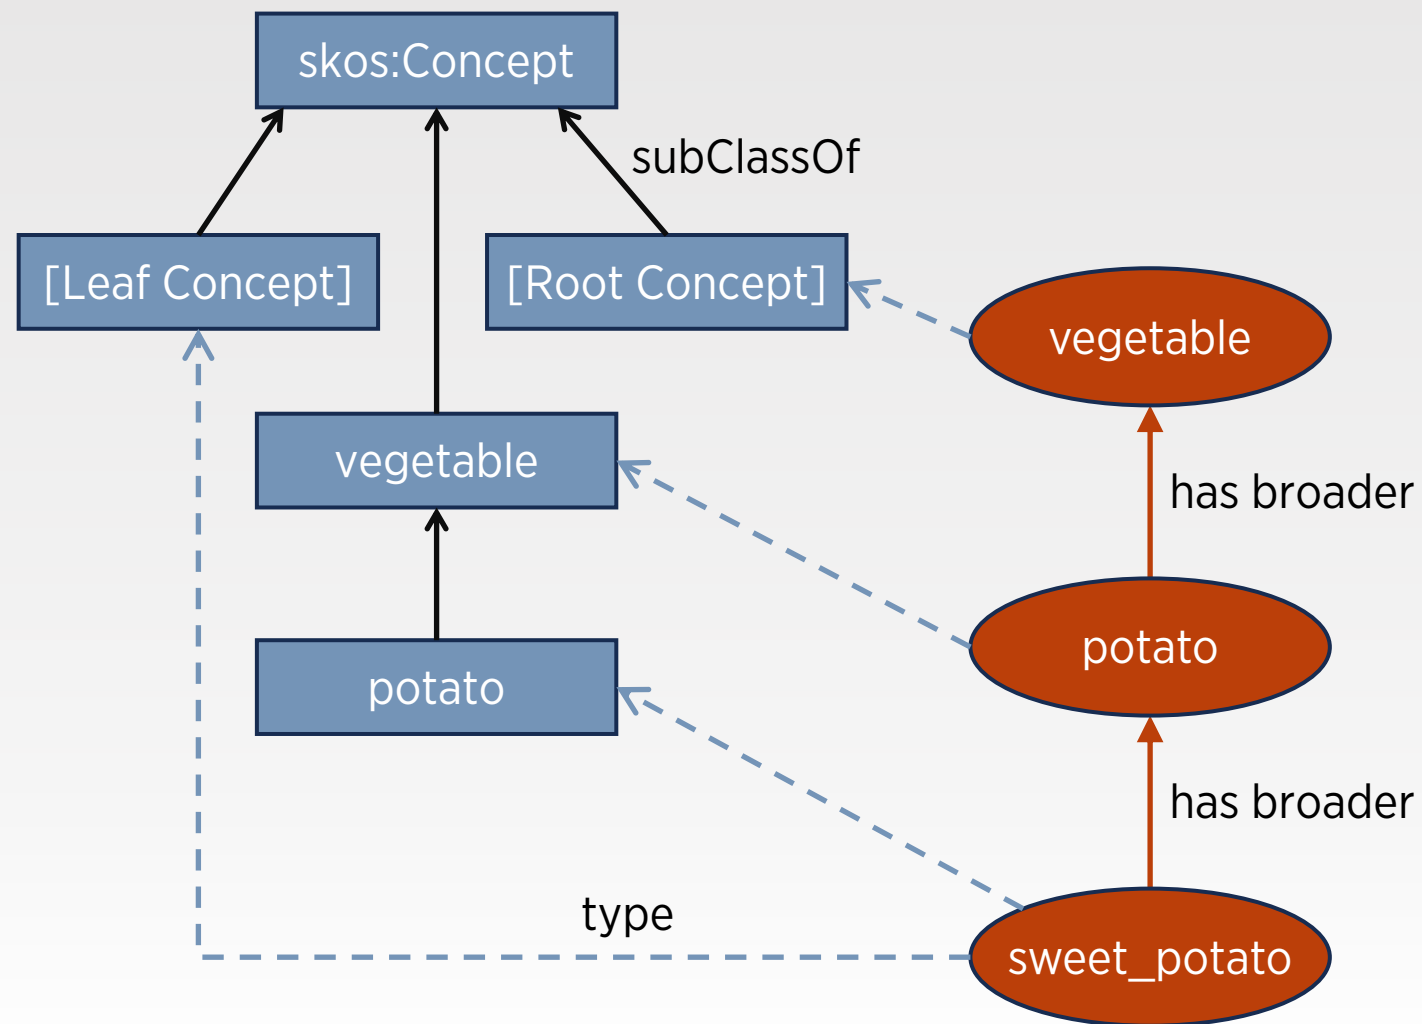 skos:Concept
subClassOf
[Leaf Concept]
[Root Concept]
vegetable
vegetable
has broader
potato
potato
has broader
type
sweet_potato